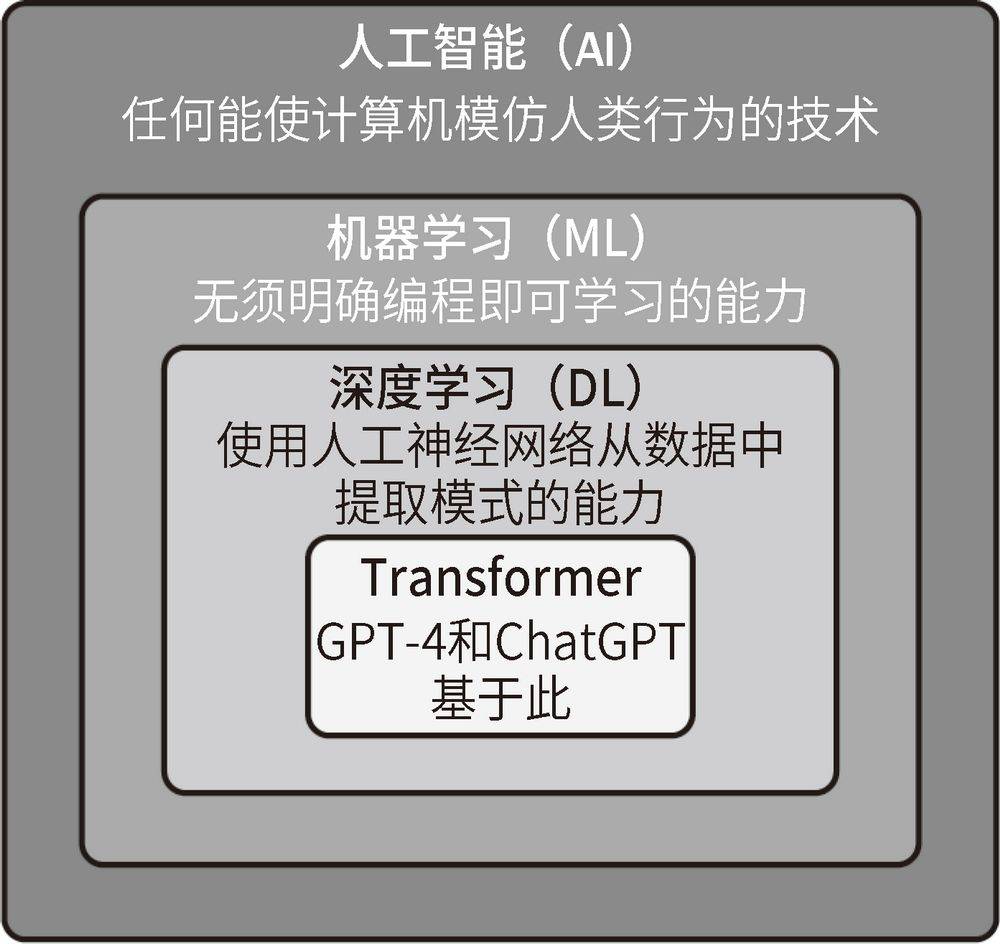 人工智能（AI）
任何能使计算机模仿人类行为的技术
机器学习（ML）
无须明确编程即可学习的能力
深度学习（DL）
使用人工神经网络从数据中
提取模式的能力
Transformer
GPT-4和ChatGPT
基于此